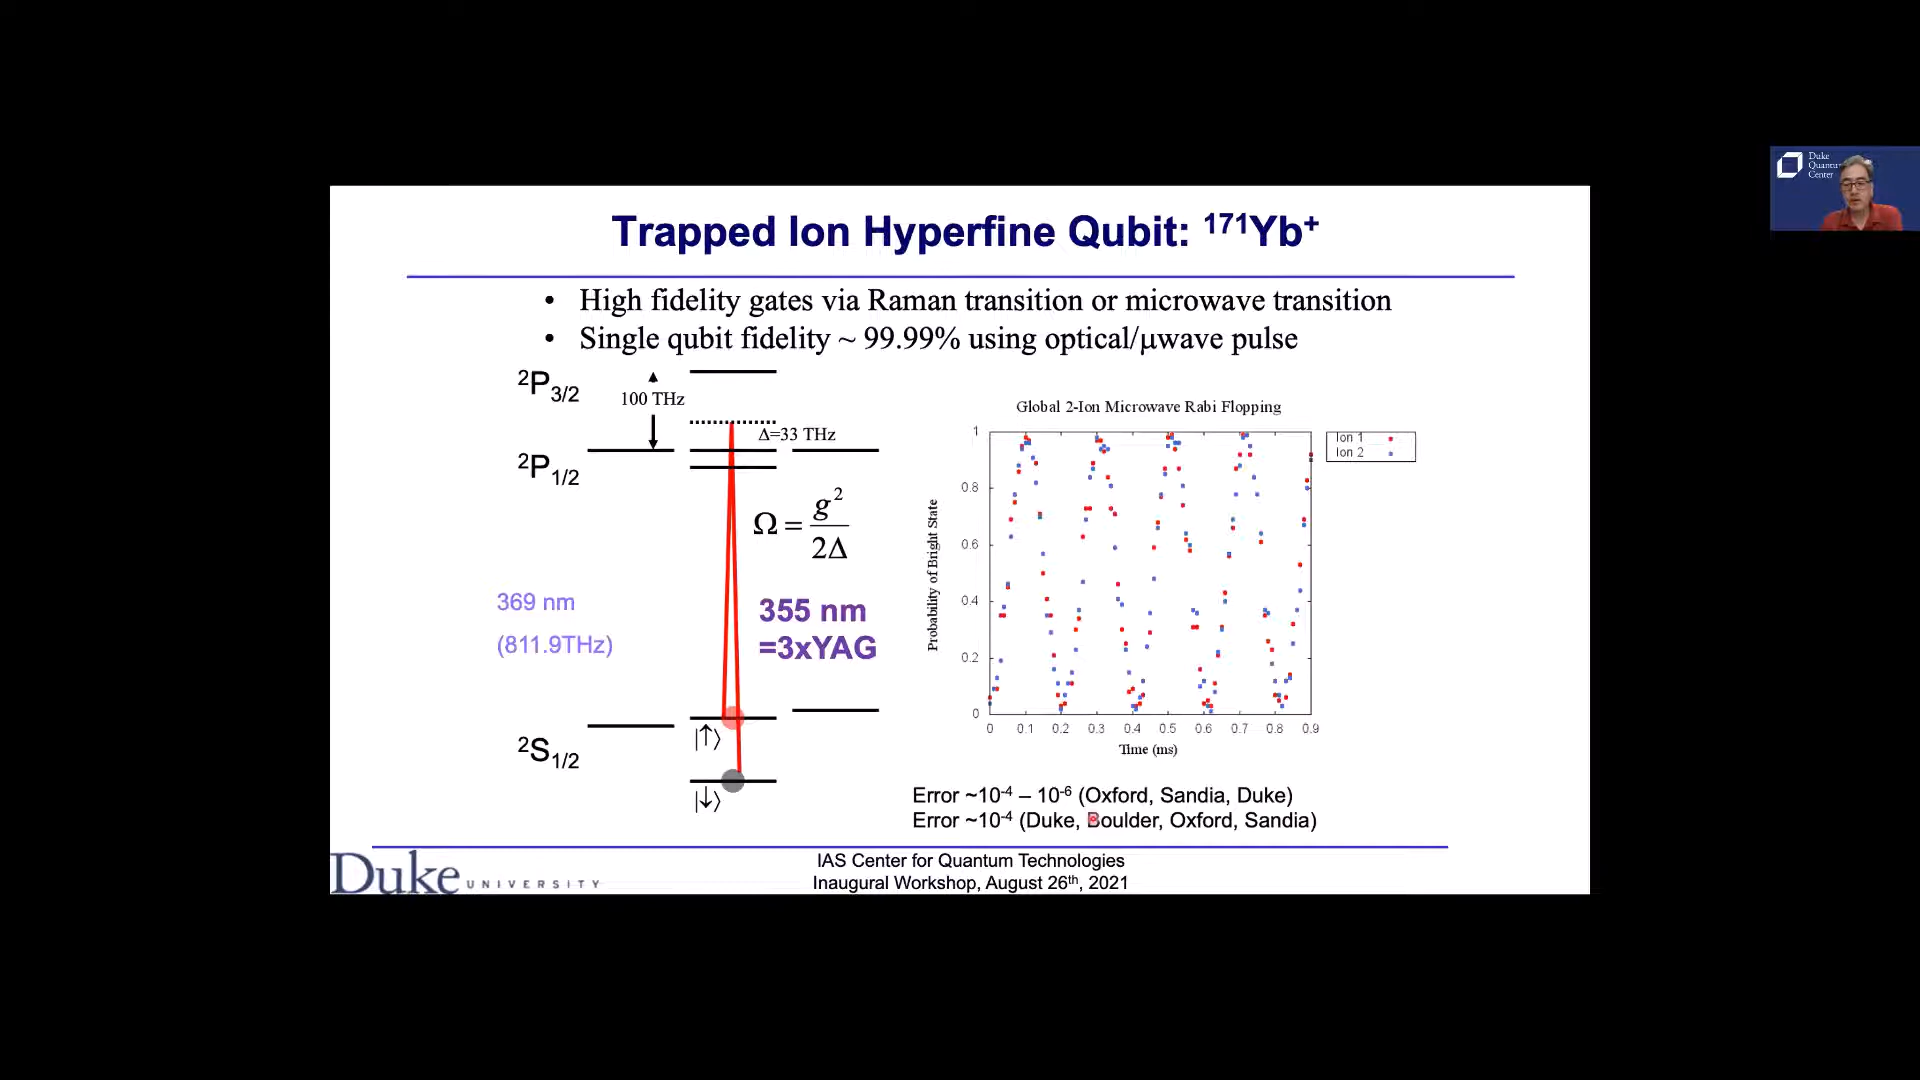 Trapped Ion Hyperfine Qubit: ¹⁷¹Yb⁺
• High fidelity gates via Raman transition or microwave transition
• Single qubit fidelity ~ 99.99% using optical/μwave pulse
²P₃/₂
100 THz
Δ=33 THz
²P₁/₂
Ω = g² / 2Δ
369 nm
(811.9THz)
355 nm
=3xYAG
|↑⟩
²S₁/₂
|↓⟩
Global 2-Ion Microwave Rabi Flopping
Ion 1
Ion 2
Probability of Bright State
1
0.8
0.6
0.4
0.2
0
0 0.1 0.2 0.3 0.4 0.5 0.6 0.7 0.8 0.9
Time (ms)
Error ~10⁻⁴ – 10⁻⁶ (Oxford, Sandia, Duke)
Error ~10⁻⁴ (Duke, Boulder, Oxford, Sandia)
Duke UNIVERSITY
IAS Center for Quantum Technologies
Inaugural Workshop, August 26th, 2021
Duke
Center